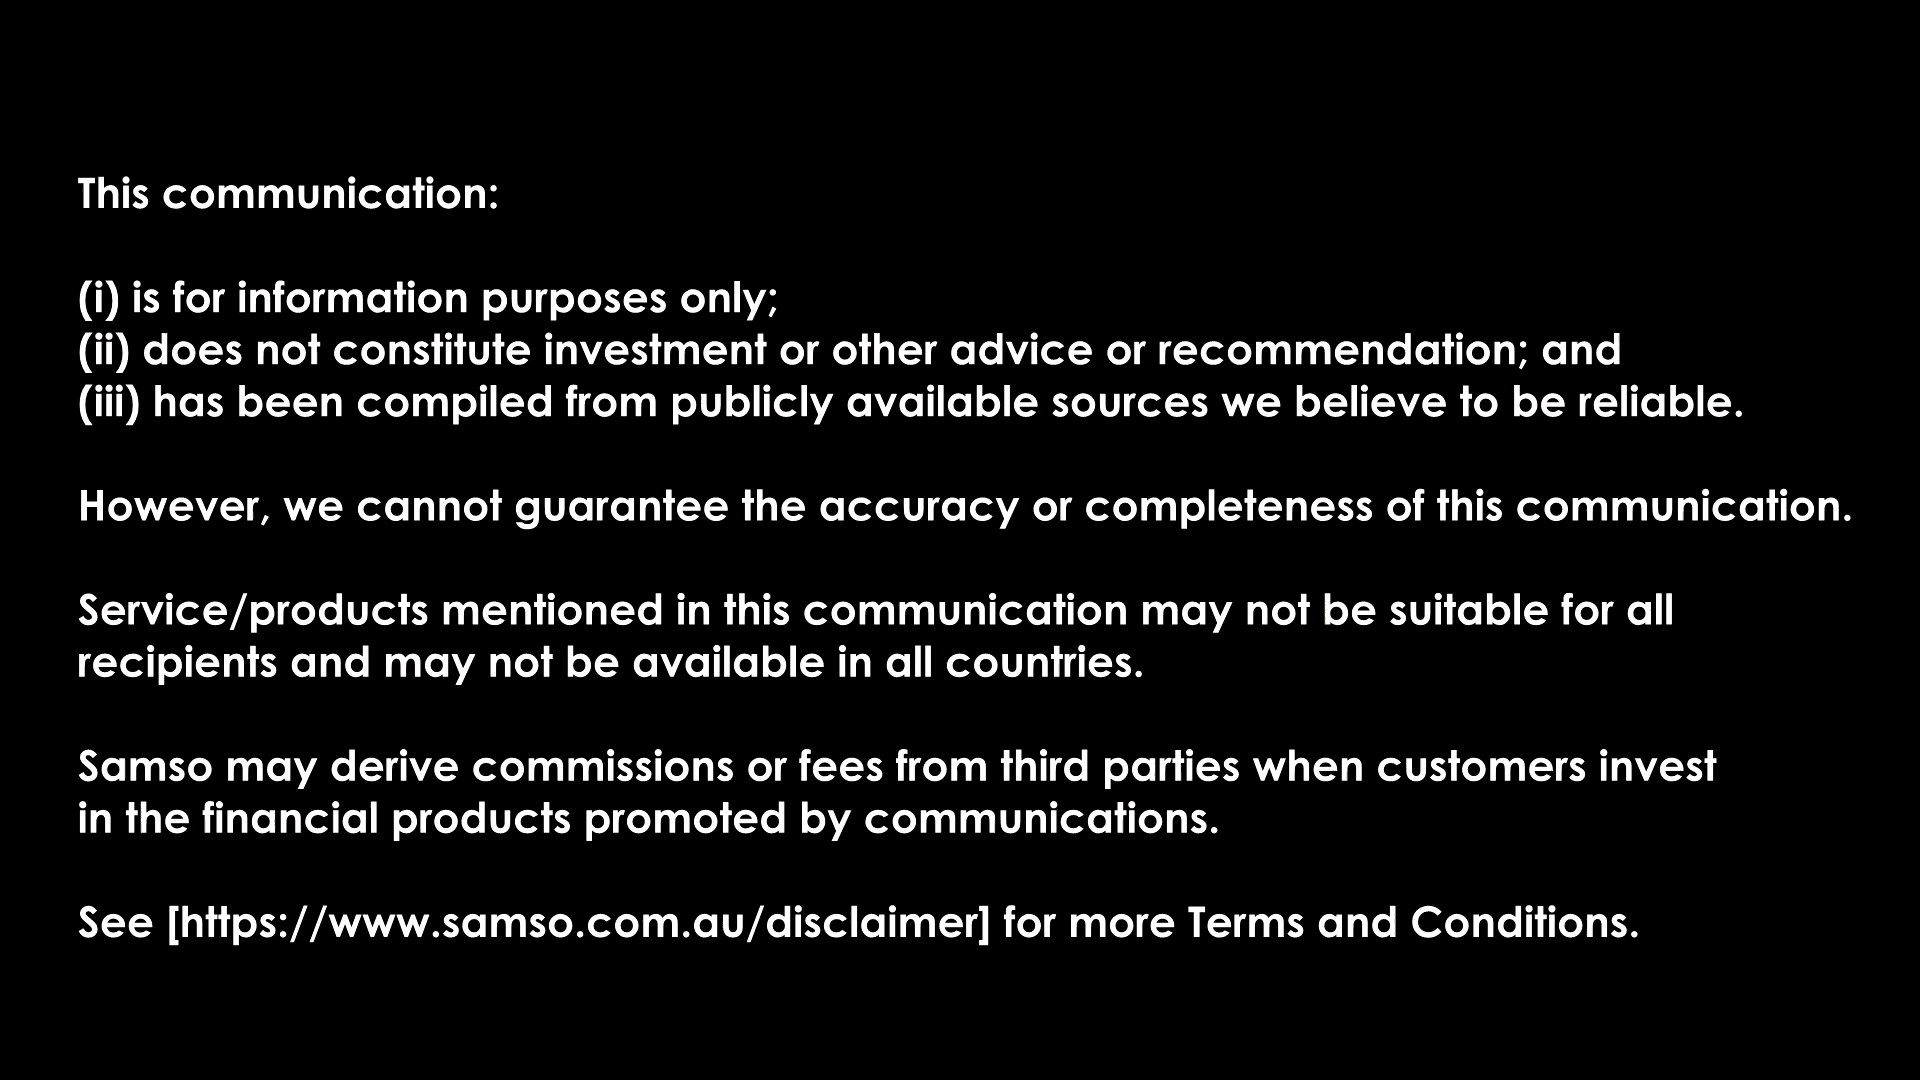 This communication:
(i) is for information purposes only;
(ii) does not constitute investment or other advice or recommendation; and
(iii) has been compiled from publicly available sources we believe to be reliable.
However, we cannot guarantee the accuracy or completeness of this communication.
Service/products mentioned in this communication may not be suitable for all
recipients and may not be available in all countries.
Samso may derive commissions or fees from third parties when customers invest
in the financial products promoted by communications.
See [https://www.samso.com.au/disclaimer] for more Terms and Conditions.